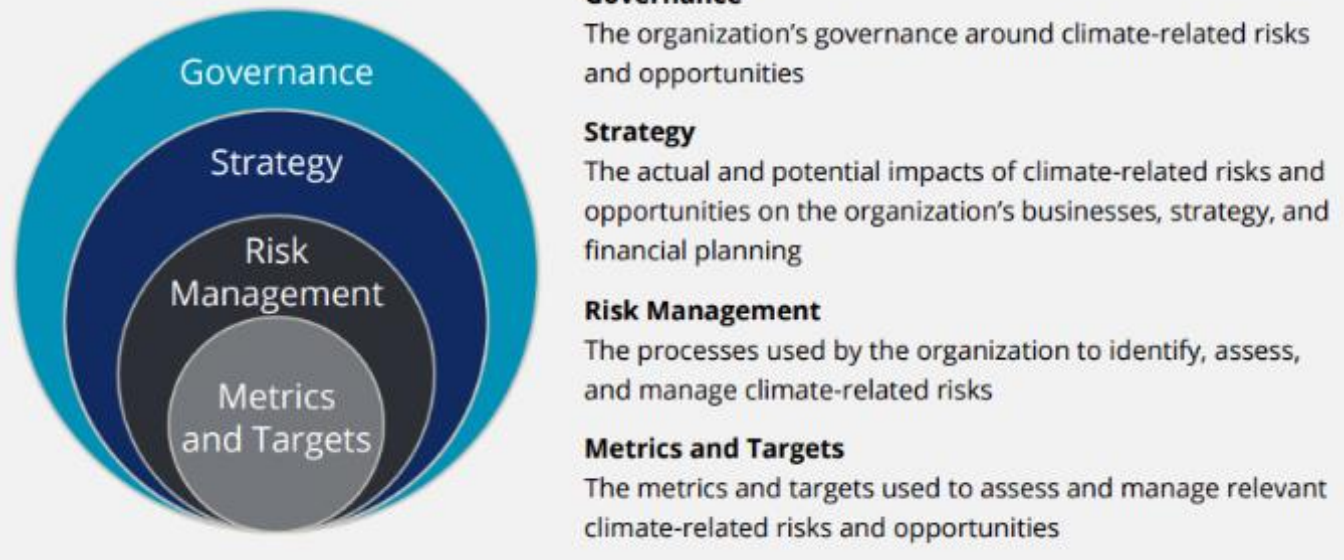 Governance
Strategy
Risk
Management
Metrics
and Targets
Governance
The organization’s governance around climate-related risks
and opportunities
Strategy
The actual and potential impacts of climate-related risks and
opportunities on the organization’s businesses, strategy, and
financial planning
Risk Management
The processes used by the organization to identify, assess,
and manage climate-related risks
Metrics and Targets
The metrics and targets used to assess and manage relevant
climate-related risks and opportunities